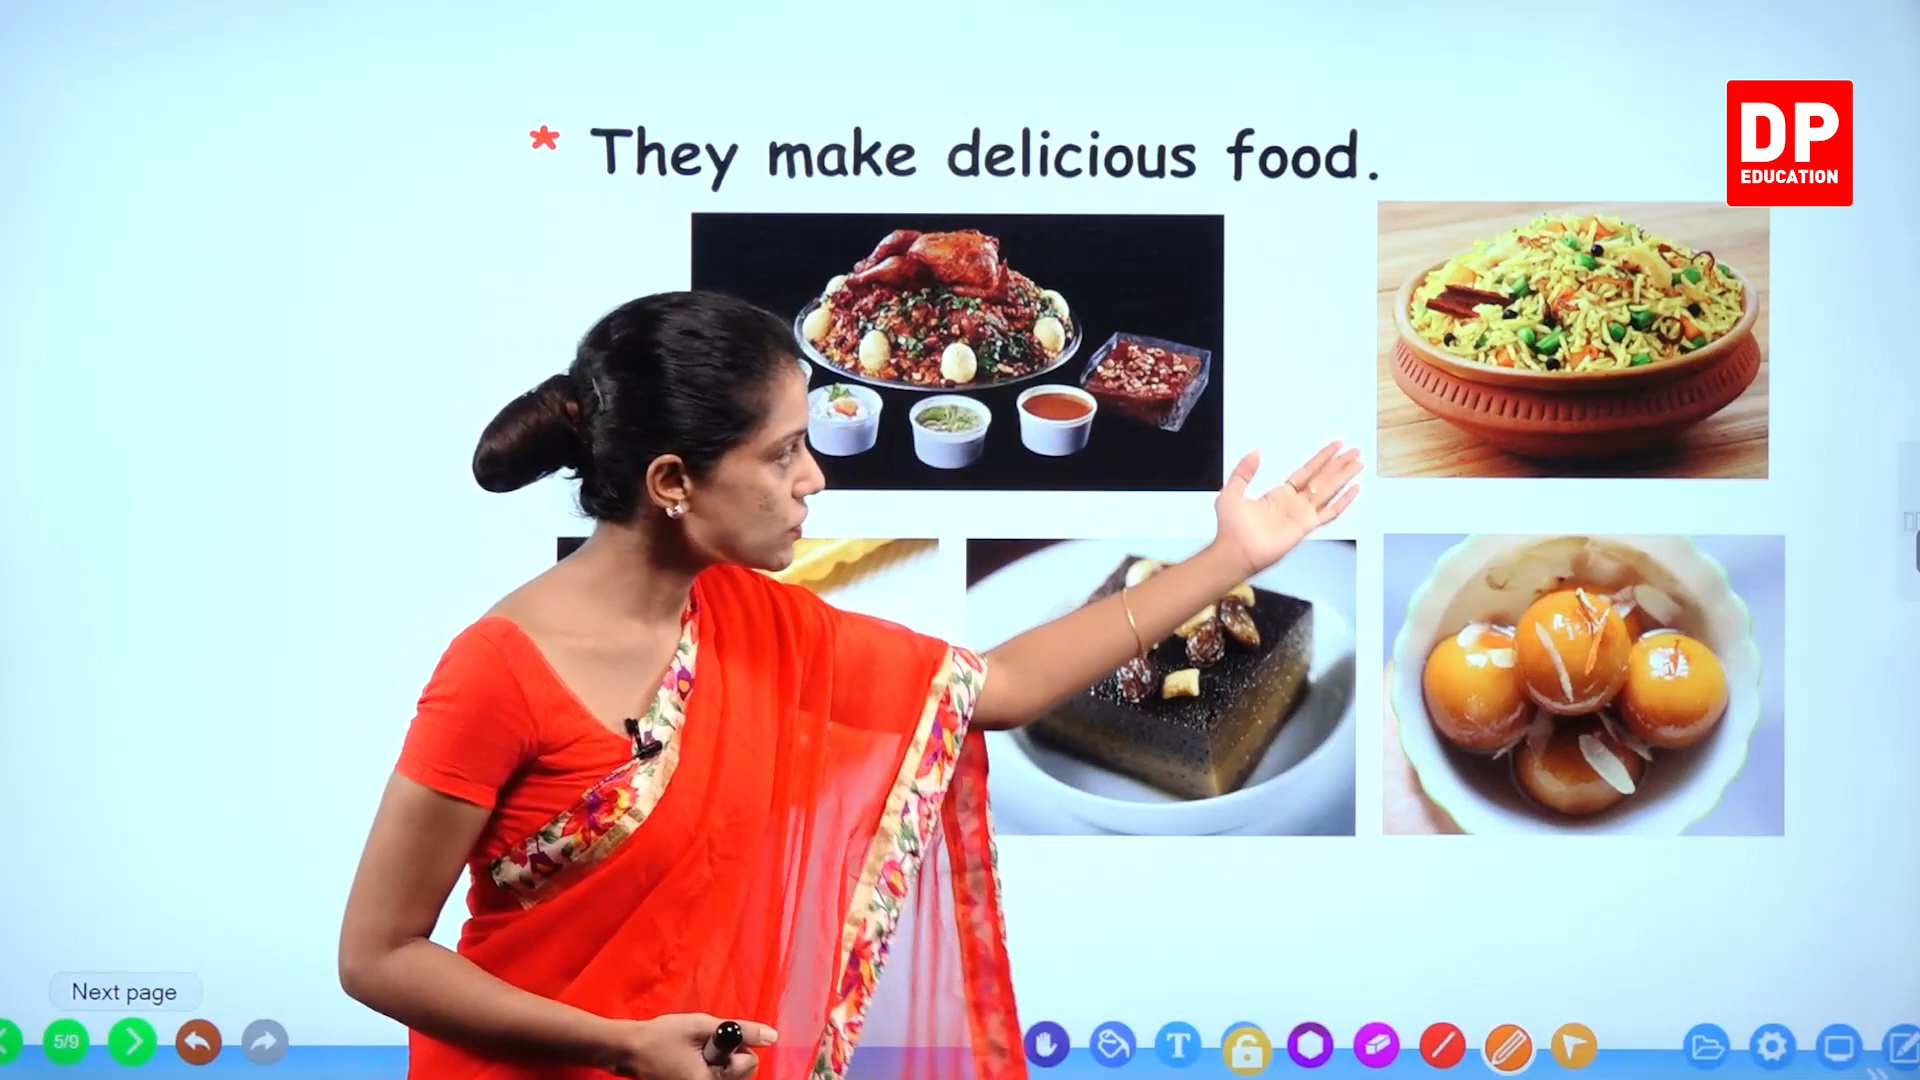 * They make delicious food.
DP
EDUCATION
Next page
5/9
T